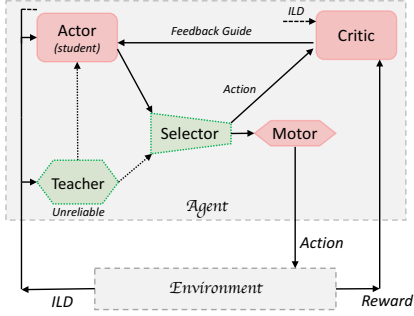 ILD
Actor
(student)
Feedback Guide
Critic
Action
Selector
Motor
Teacher
Unreliable
Agent
Action
Environment
ILD
Reward